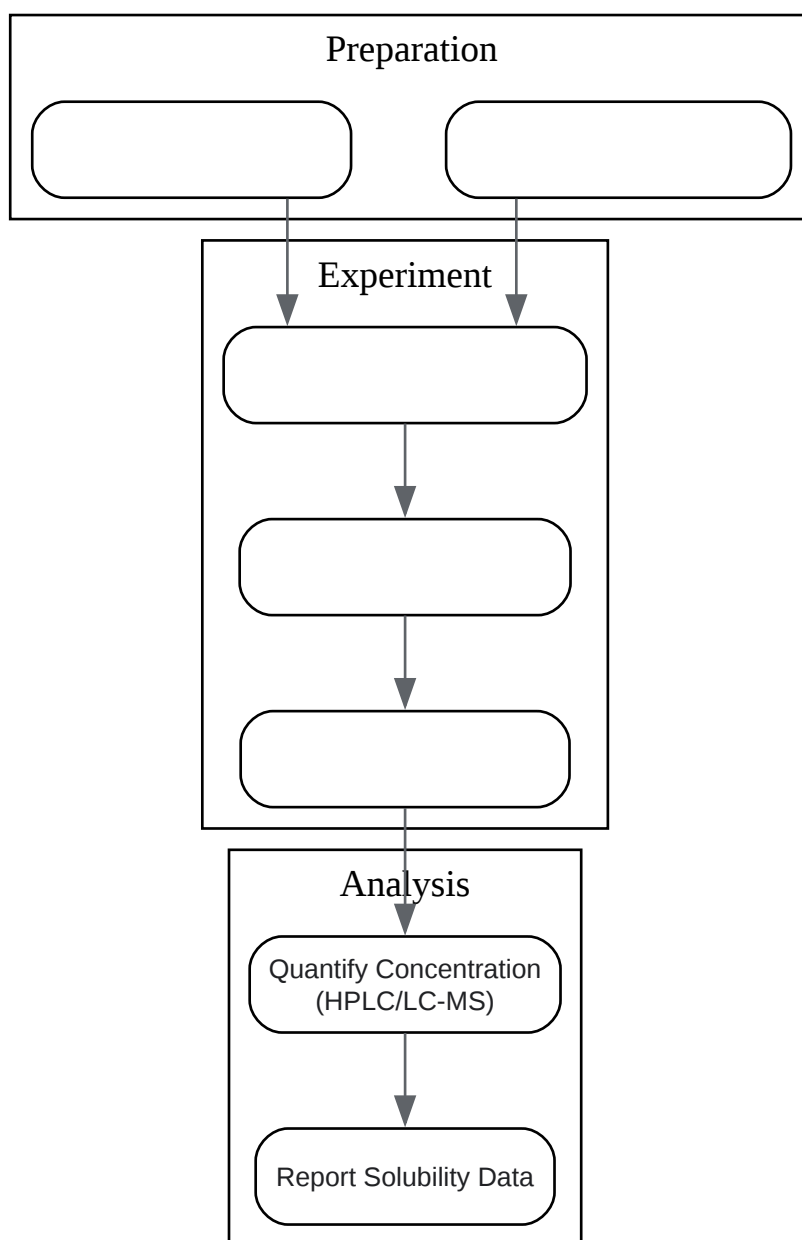 Preparation
Experiment
Analysis
Quantify Concentration
(HPLC/LC-MS)
Report Solubility Data